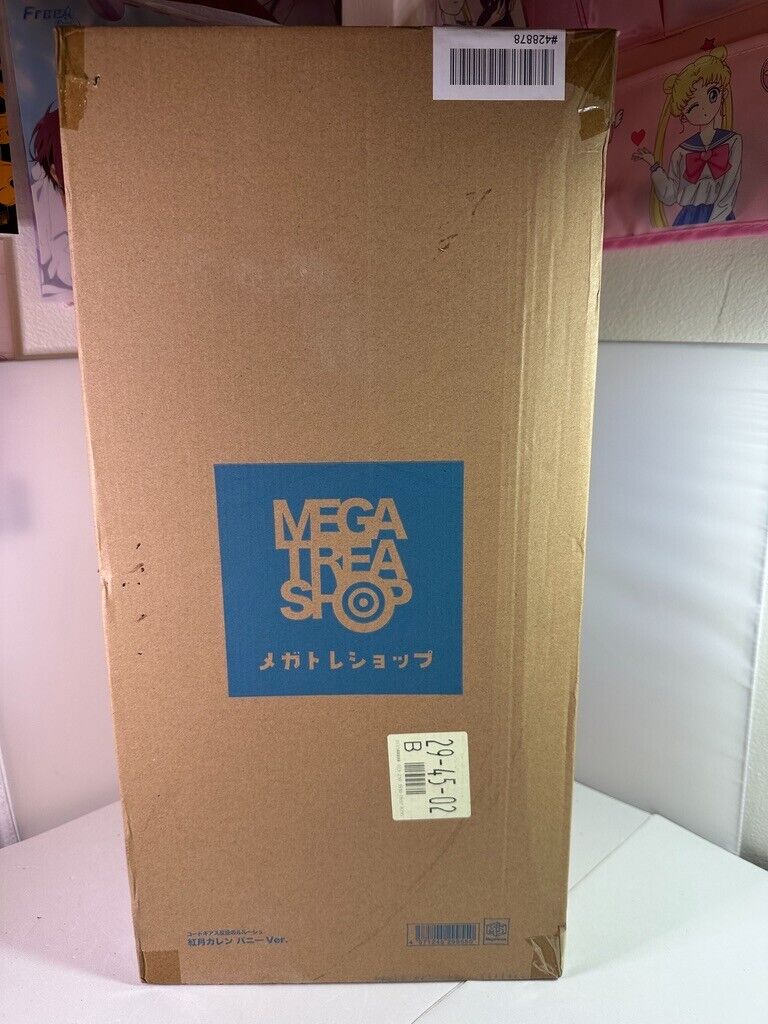 Free!
#428878
MEGA
TREA
SHOP
メガトレショップ
29-45-02
B
コードギアス反逆のルルーシュ
紅月カレン バニーVer.